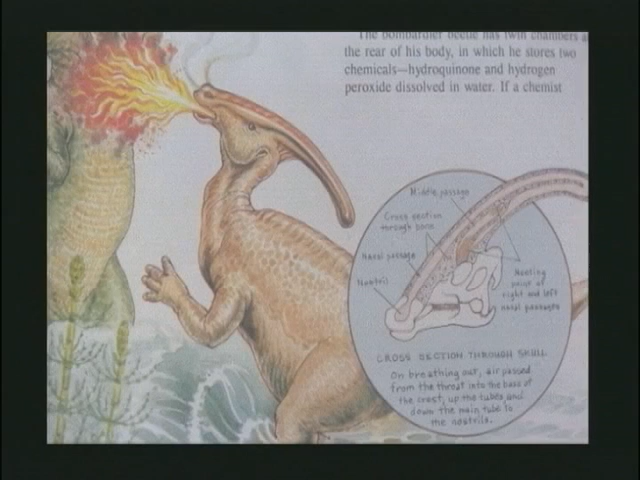 The bombardier beetle has twin chambers a
the rear of his body, in which he stores two
chemicals—hydroquinone and hydrogen
peroxide dissolved in water. If a chemist
Middle passage
Cross section
through bone
Nasal passage
Nostril
Meeting
point of
right and left
nasal passages
CROSS SECTION THROUGH SKULL
On breathing out, air passed
from the throat into the base of
the crest, up the tubes and
down the main tube to
the nostrils.